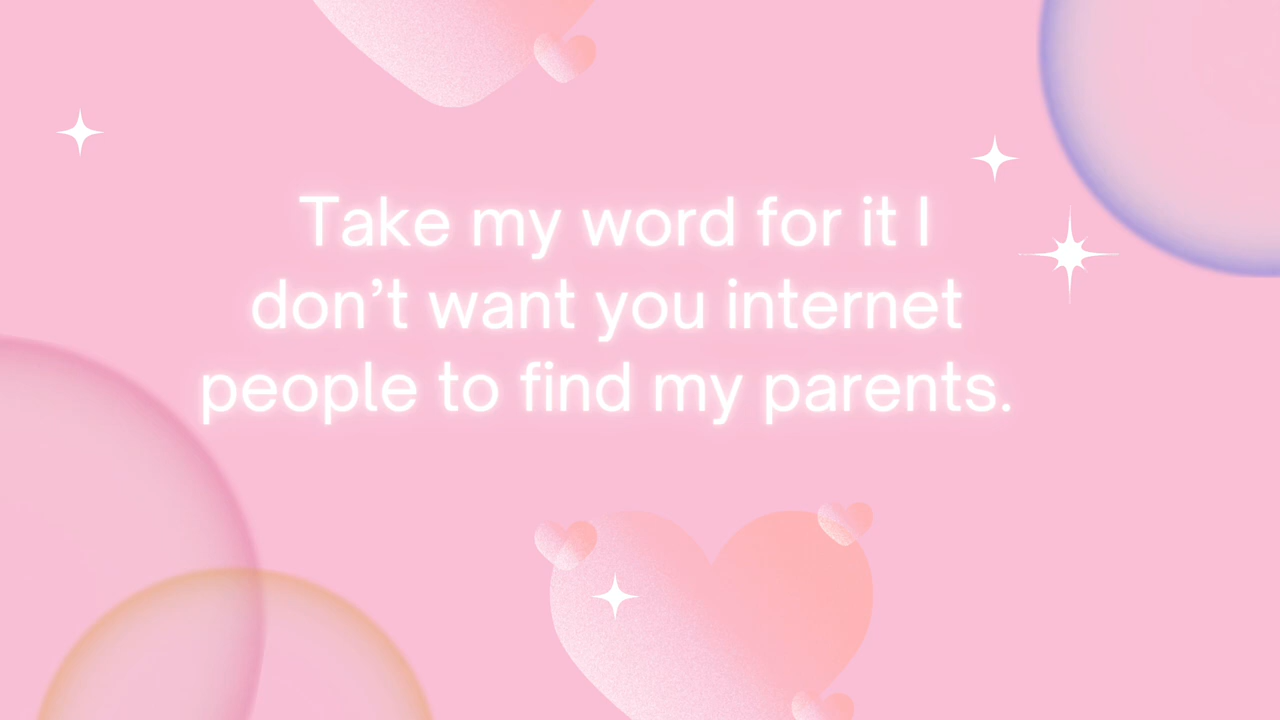 Take my word for it I
don’t want you internet
people to find my parents.